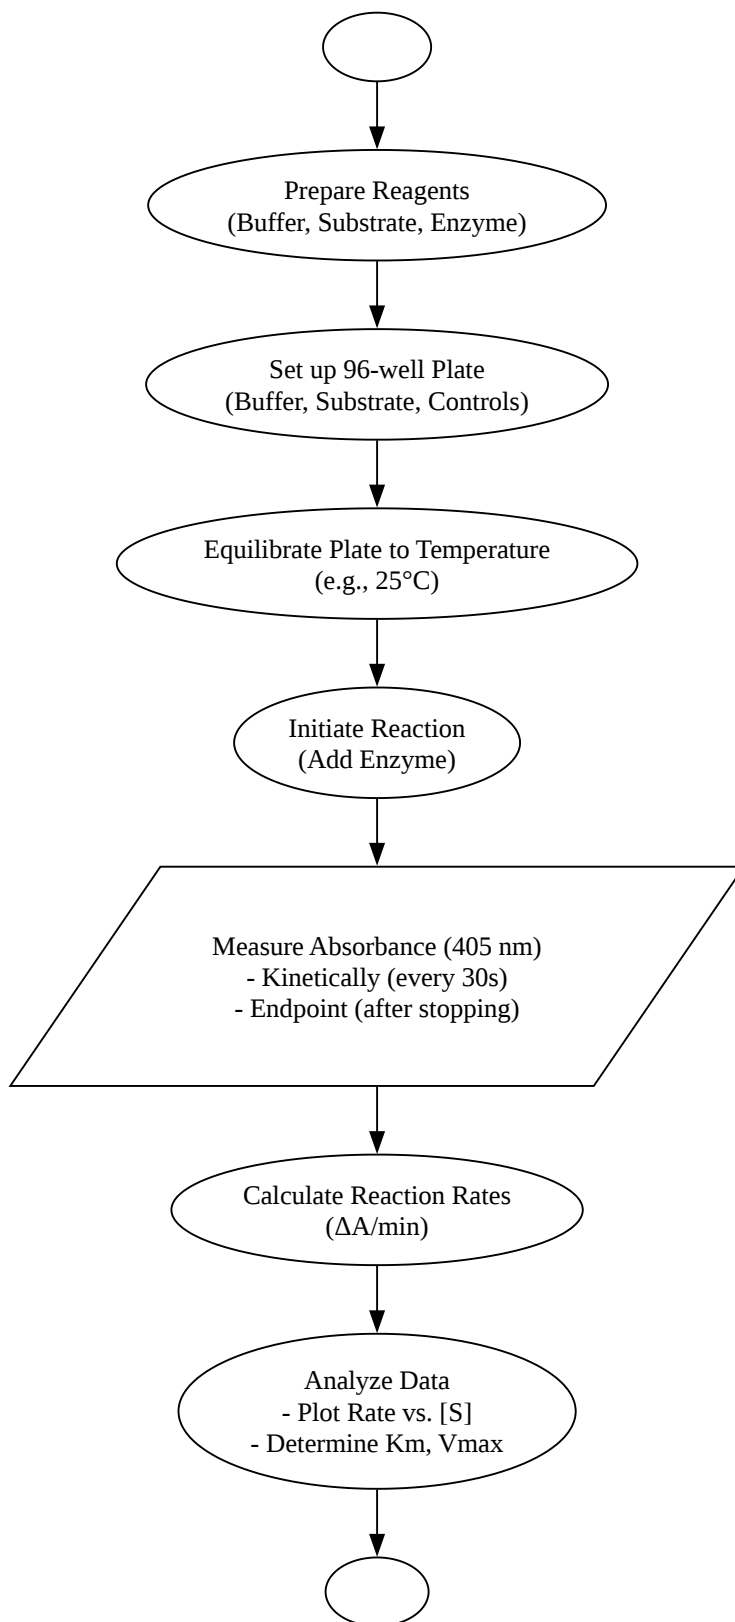 Prepare Reagents
(Buffer, Substrate, Enzyme)
Set up 96-well Plate
(Buffer, Substrate, Controls)
Equilibrate Plate to Temperature
(e.g., 25°C)
Initiate Reaction
(Add Enzyme)
Measure Absorbance (405 nm)
- Kinetically (every 30s)
- Endpoint (after stopping)
Calculate Reaction Rates
(ΔA/min)
Analyze Data
- Plot Rate vs. [S]
- Determine Km, Vmax